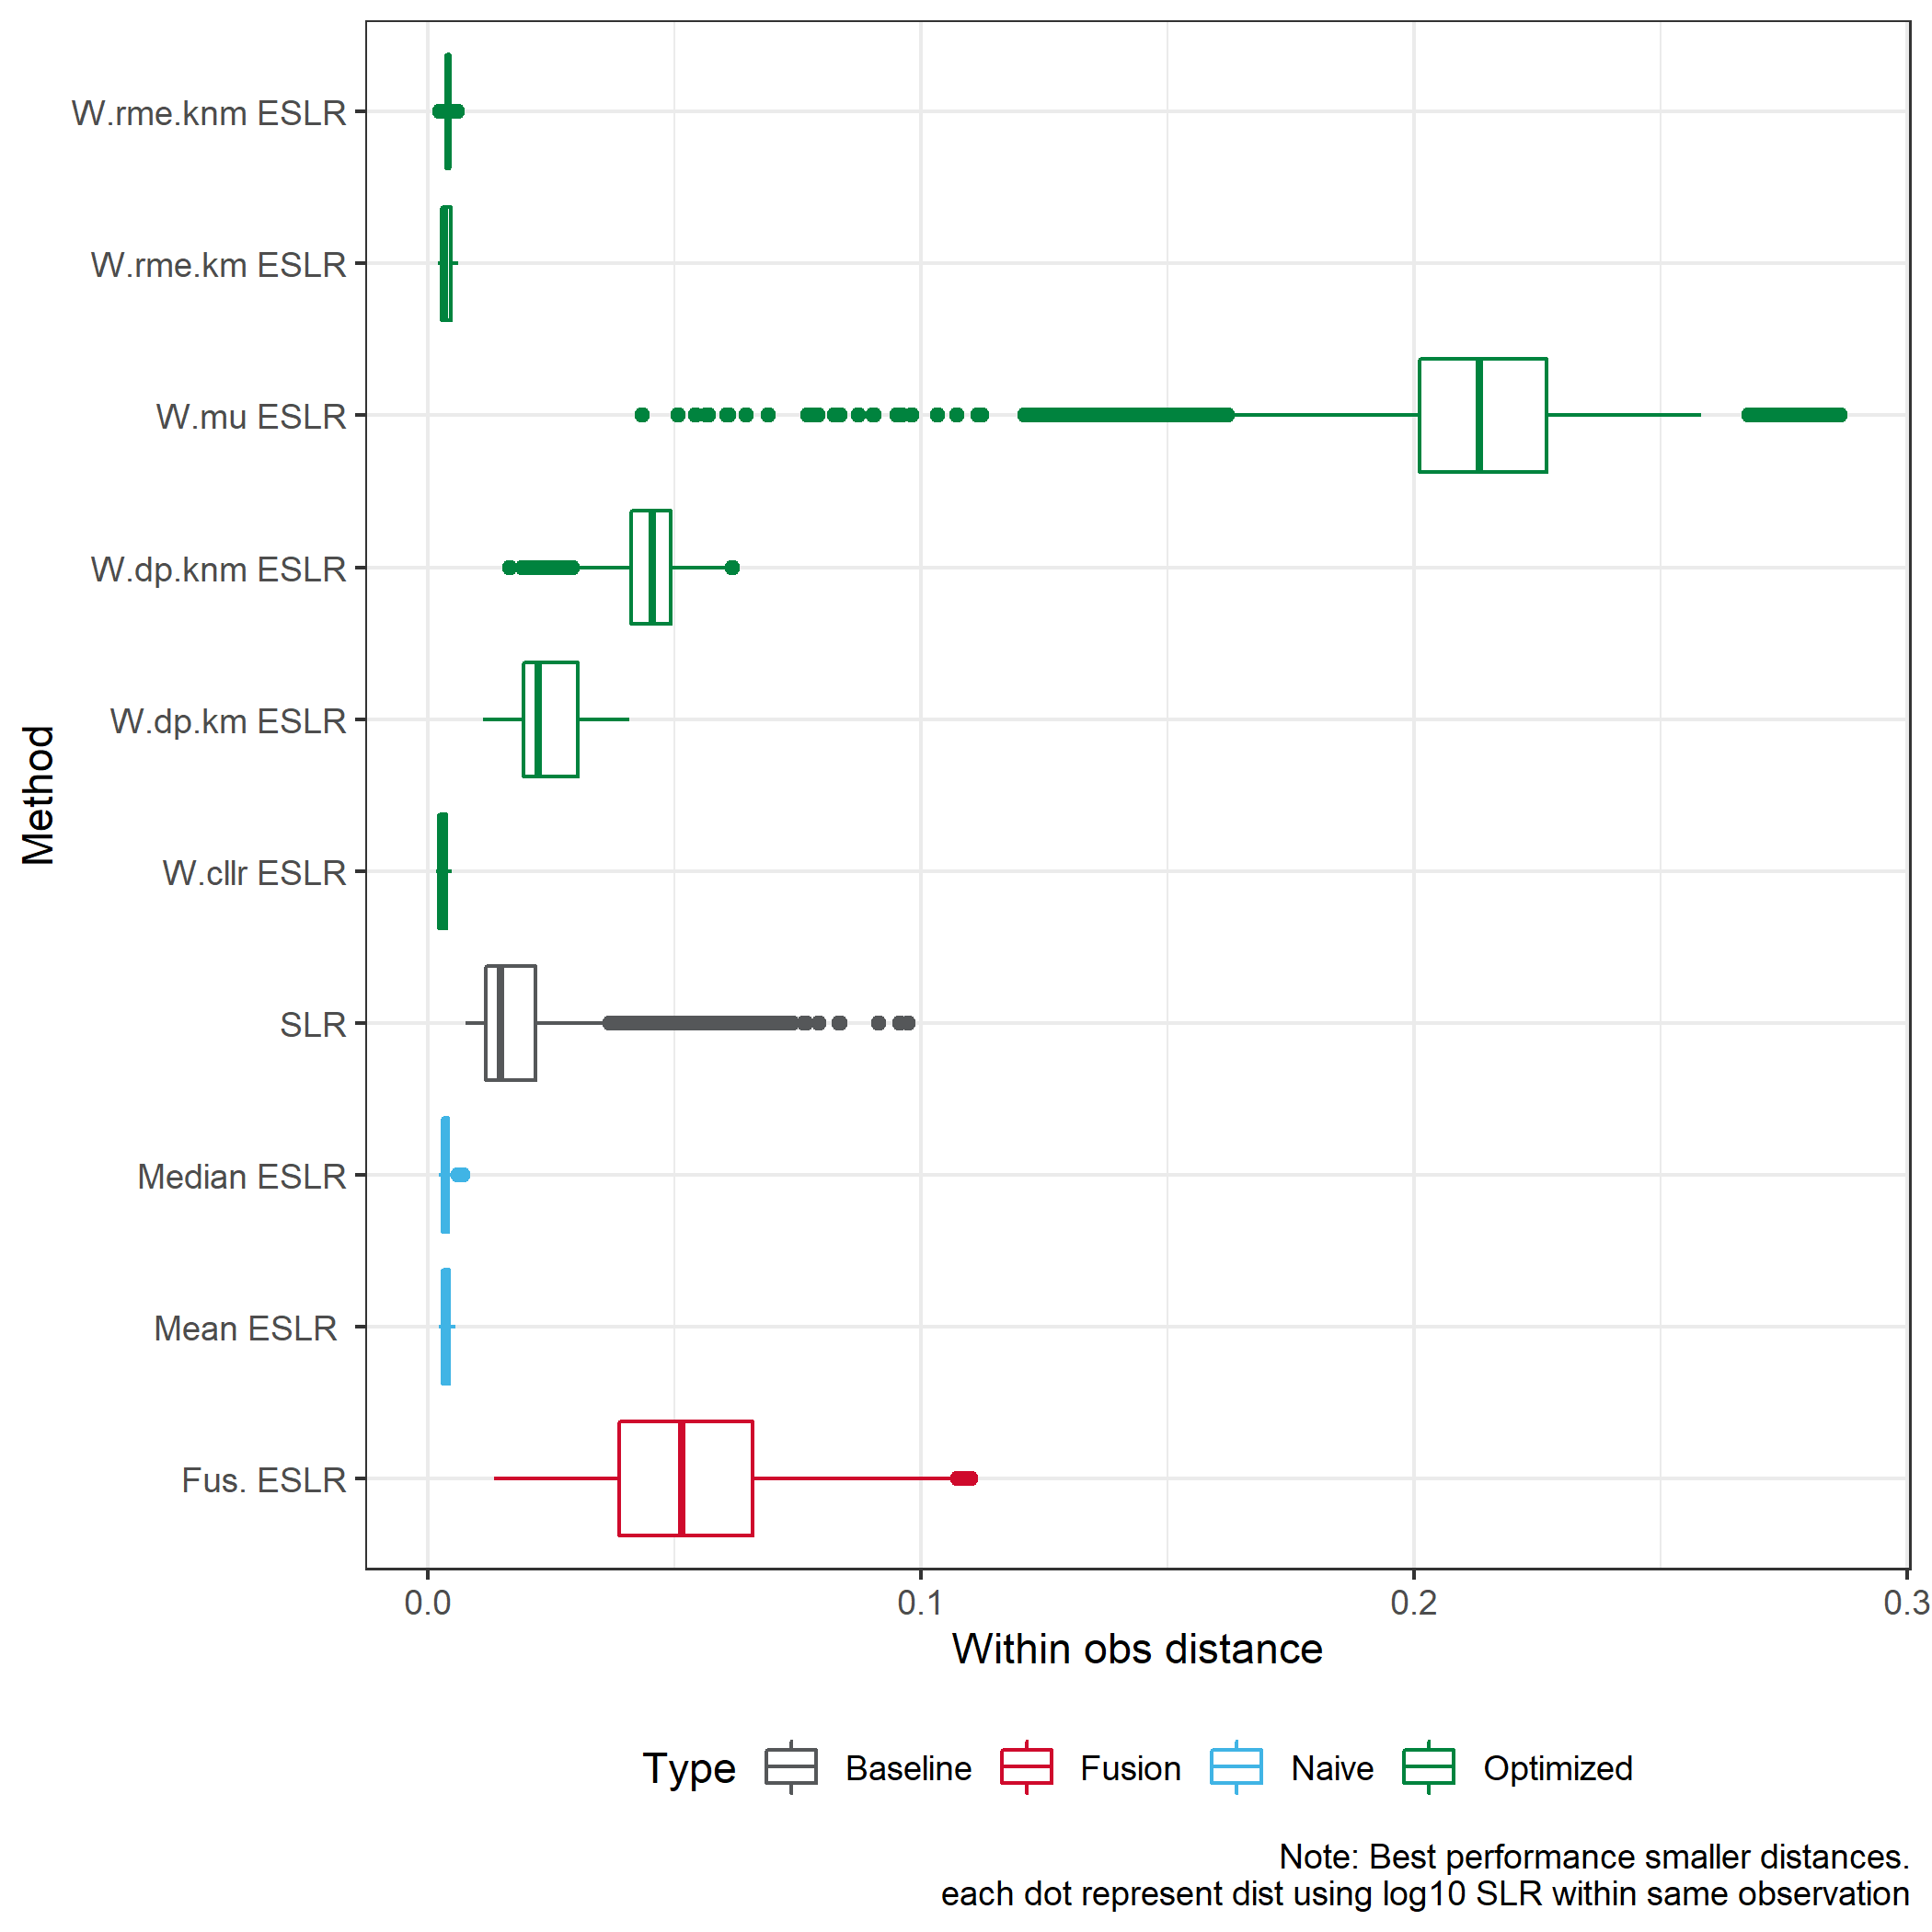 W.rme.knm ESLR
W.rme.km ESLR
W.mu ESLR
W.dp.knm ESLR
W.dp.km ESLR
W.cllr ESLR
SLR
Median ESLR
Mean ESLR
Fus. ESLR
Method
0.0 0.1 0.2 0.3
Within obs distance
Type Baseline Fusion Naive Optimized
Note: Best performance smaller distances.
each dot represent dist using log10 SLR within same observation